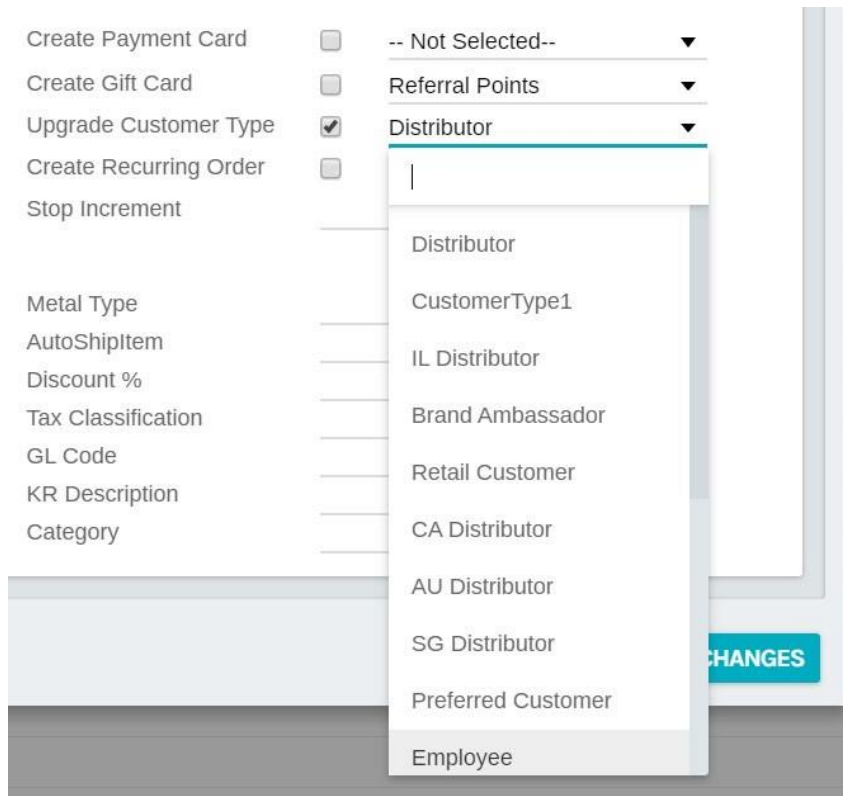 Create Payment Card -- Not Selected--
Create Gift Card Referral Points
Upgrade Customer Type Distributor
Create Recurring Order
Stop Increment
Distributor
Metal Type
CustomerType1
AutoShipItem
IL Distributor
Discount %
Tax Classification
Brand Ambassador
GL Code
Retail Customer
KR Description
Category
CA Distributor
AU Distributor
SG Distributor
CHANGES
Preferred Customer
Employee